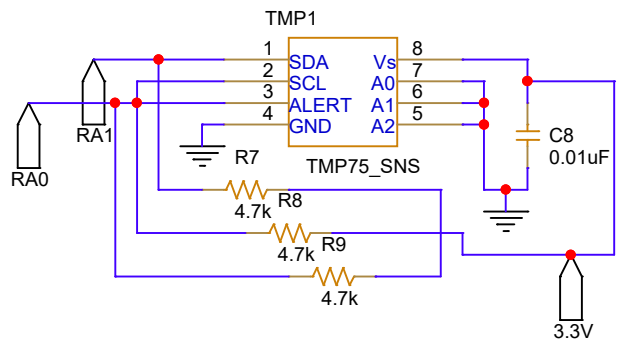 TMP1
1 SDA Vs 8
2 SCL A0 7
3 ALERT A1 6
4 GND A2 5
RA1
RA0
TMP75_SNS
C8
0.01uF
R7
4.7k
R8
4.7k
R9
4.7k
3.3V